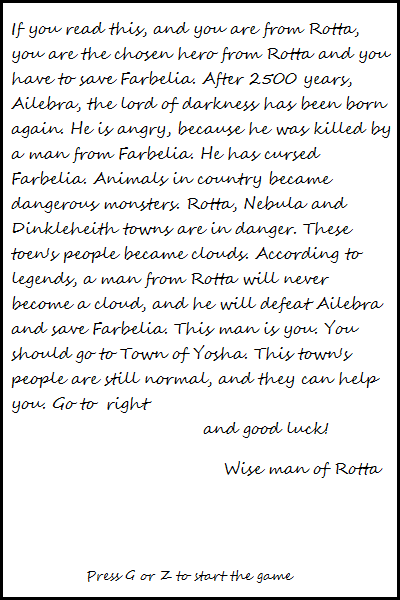 If you read this, and you are from Rotta,
you are the chosen hero from Rotta and you
have to save Farbelia. After 2500 years,
Ailebra, the lord of darkness has been born
again. He is angry, because he was killed by
a man from Farbelia. He has cursed
Farbelia. Animals in country became
dangerous monsters. Rotta, Nebula and
Dinkleheith towns are in danger. These
toen's people became clouds. According to
legends, a man from Rotta will never
become a cloud, and he will defeat Ailebra
and save Farbelia. This man is you. You
should go to Town of Yosha. This town's
people are still normal, and they can help
you. Go to  right
and good luck!
Wise man of Rotta
Press G or Z to start the game